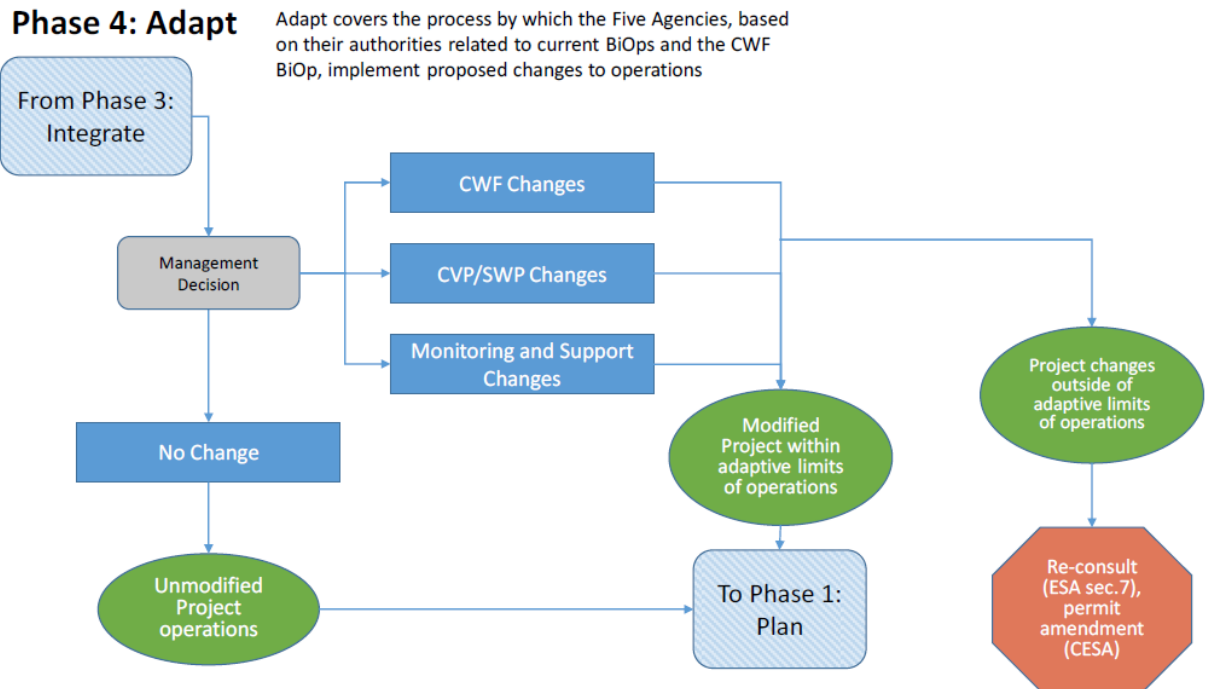 Phase 4: Adapt
Adapt covers the process by which the Five Agencies, based
on their authorities related to current BiOps and the CWF
BiOp, implement proposed changes to operations
From Phase 3:
Integrate
Management
Decision
CWF Changes
CVP/SWP Changes
Monitoring and Support
Changes
No Change
Unmodified
Project
operations
Modified
Project within
adaptive limits
of operations
To Phase 1:
Plan
Project changes
outside of
adaptive limits
of operations
Re-consult
(ESA sec.7),
permit
amendment
(CESA)